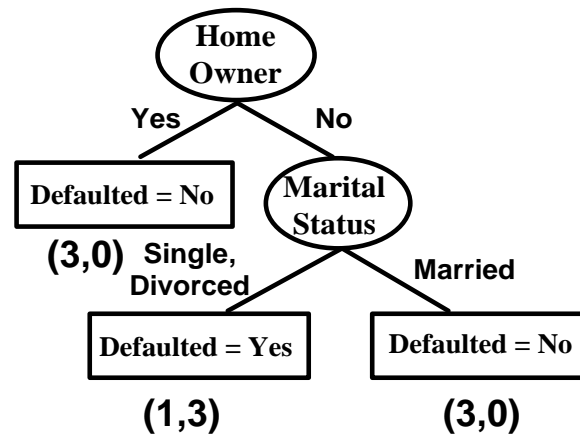 Home
Owner
Yes
No
Defaulted = No
Marital
Status
(3,0)
Single,
Divorced
Married
Defaulted = Yes
Defaulted = No
(1,3)
(3,0)